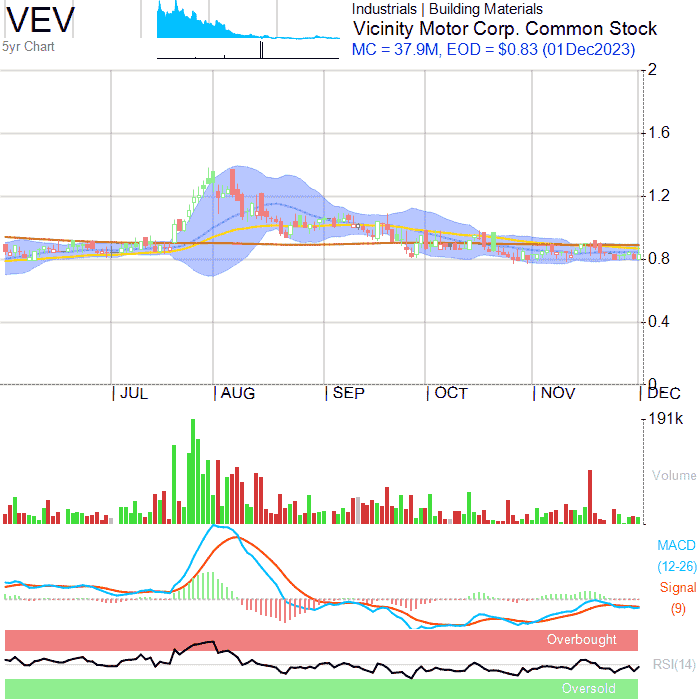 VEV
5yr Chart
Industrials | Building Materials
Vicinity Motor Corp. Common Stock
MC = 37.9M, EOD = $0.83 (01Dec2023)
2
1.6
1.2
0.8
0.4
0
JUL AUG SEP OCT NOV DEC
191k
Volume
MACD
(12-26)
Signal
(9)
Overbought
RSI(14)
Oversold